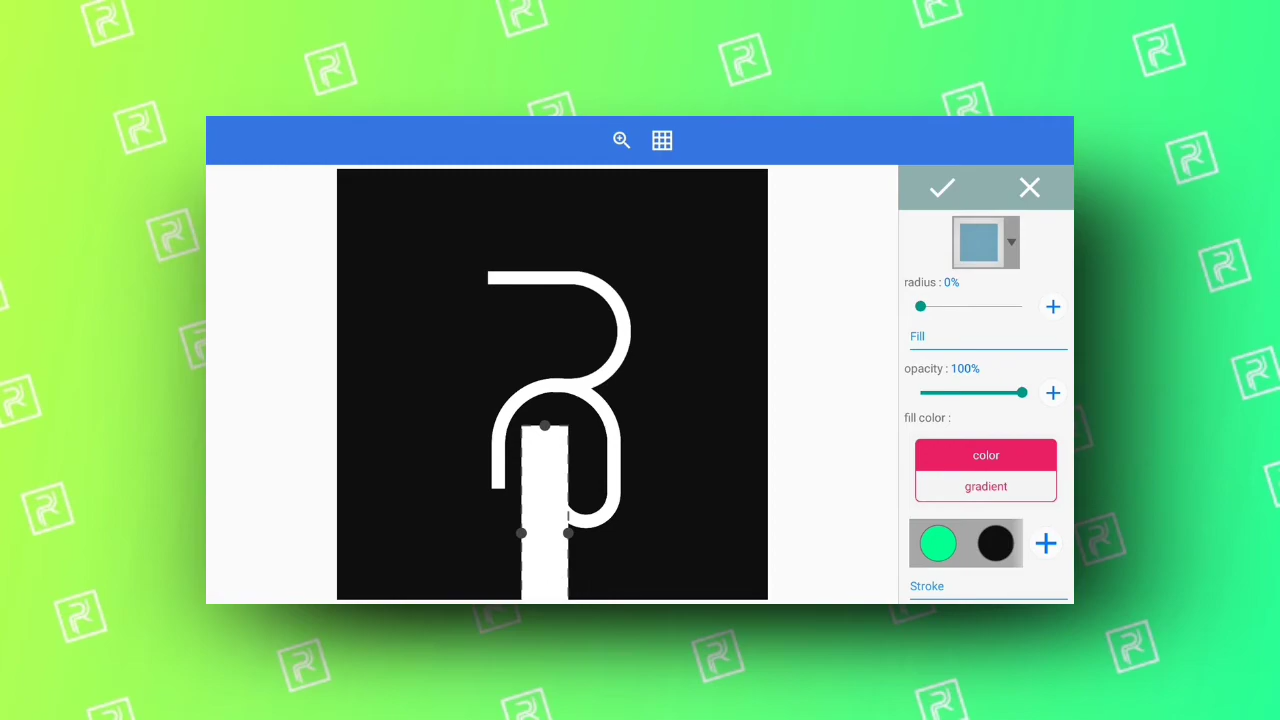 radius : 0%
Fill
opacity : 100%
fill color :
color
gradient
Stroke